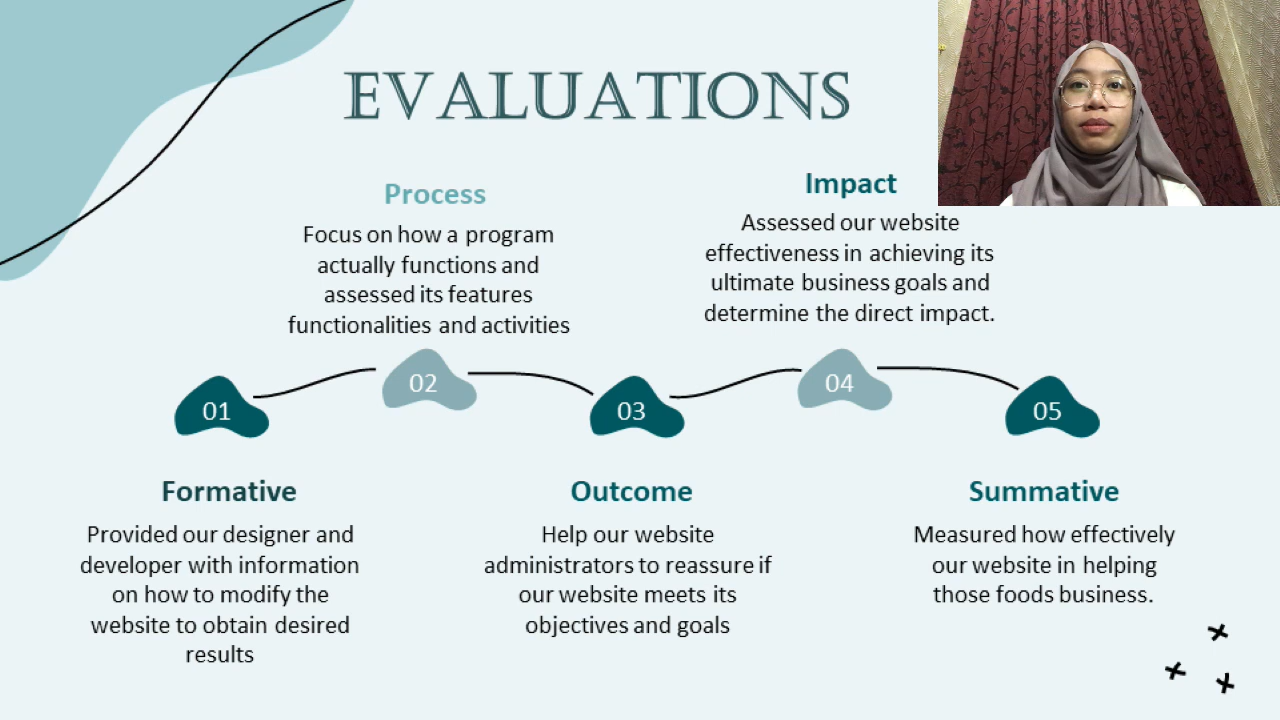 EVALUATIONS
Process
Focus on how a program
actually functions and
assessed its features
functionalities and activities
Impact
Assessed our website
effectiveness in achieving its
ultimate business goals and
determine the direct impact.
01
02
03
04
05
Formative
Provided our designer and
developer with information
on how to modify the
website to obtain desired
results
Outcome
Help our website
administrators to reassure if
our website meets its
objectives and goals
Summative
Measured how effectively
our website in helping
those foods business.